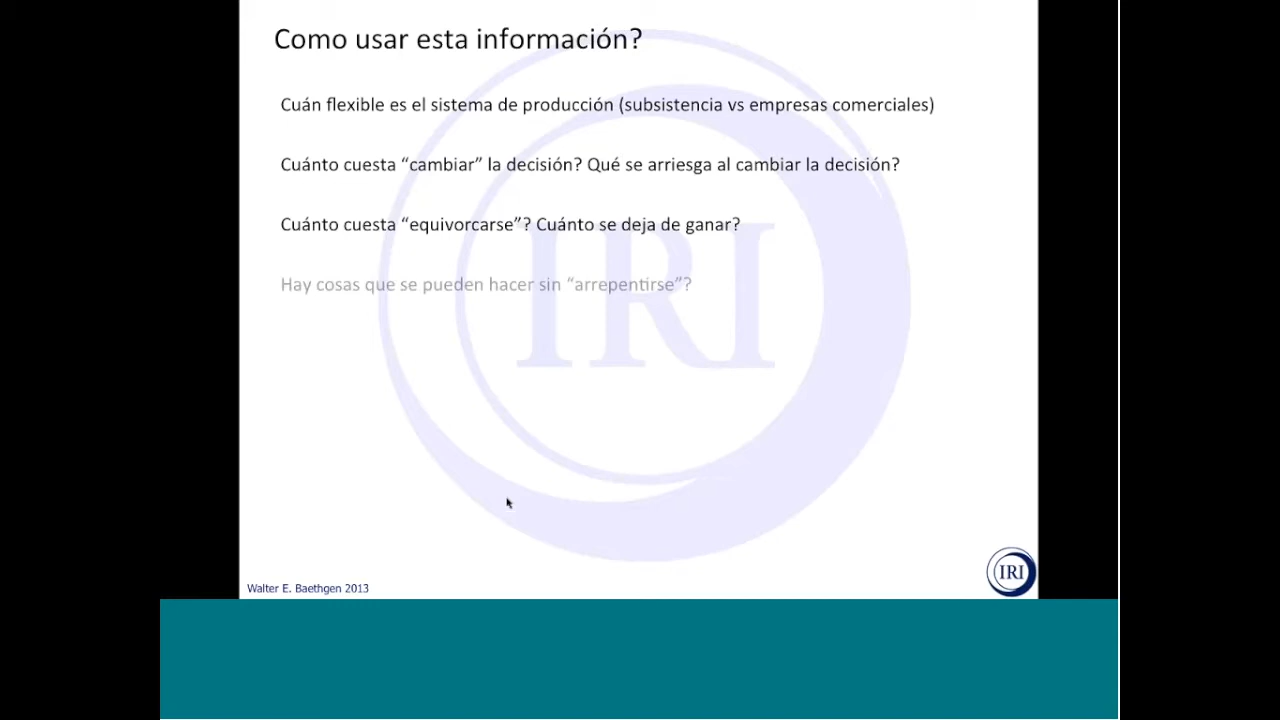 Como usar esta información?
Cuán flexible es el sistema de producción (subsistencia vs empresas comerciales)
Cuánto cuesta “cambiar” la decisión? Qué se arriesga al cambiar la decisión?
Cuánto cuesta “equivorcarse”? Cuánto se deja de ganar?
Hay cosas que se pueden hacer sin “arrepentirse”?
IRI
Walter E. Baethgen 2013
IRI